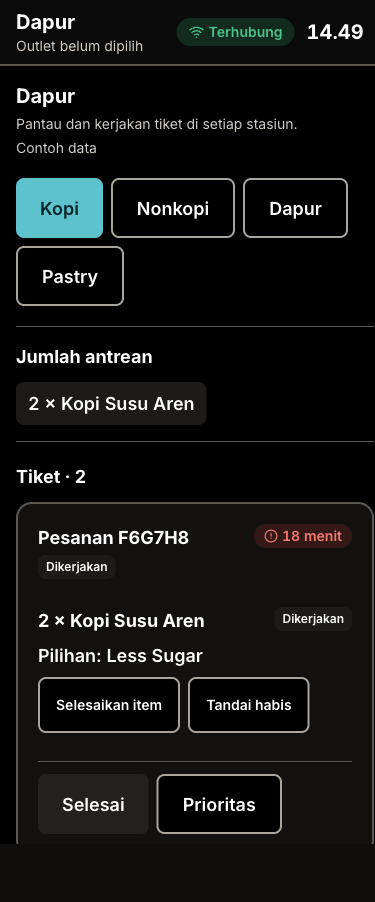 Dapur
Outlet belum dipilih
Terhubung
14.49
Dapur
Pantau dan kerjakan tiket di setiap stasiun.
Contoh data
Kopi
Nonkopi
Dapur
Pastry
Jumlah antrean
2 × Kopi Susu Aren
Tiket · 2
Pesanan F6G7H8
18 menit
Dikerjakan
2 × Kopi Susu Aren
Dikerjakan
Pilihan: Less Sugar
Selesaikan item
Tandai habis
Selesai
Prioritas